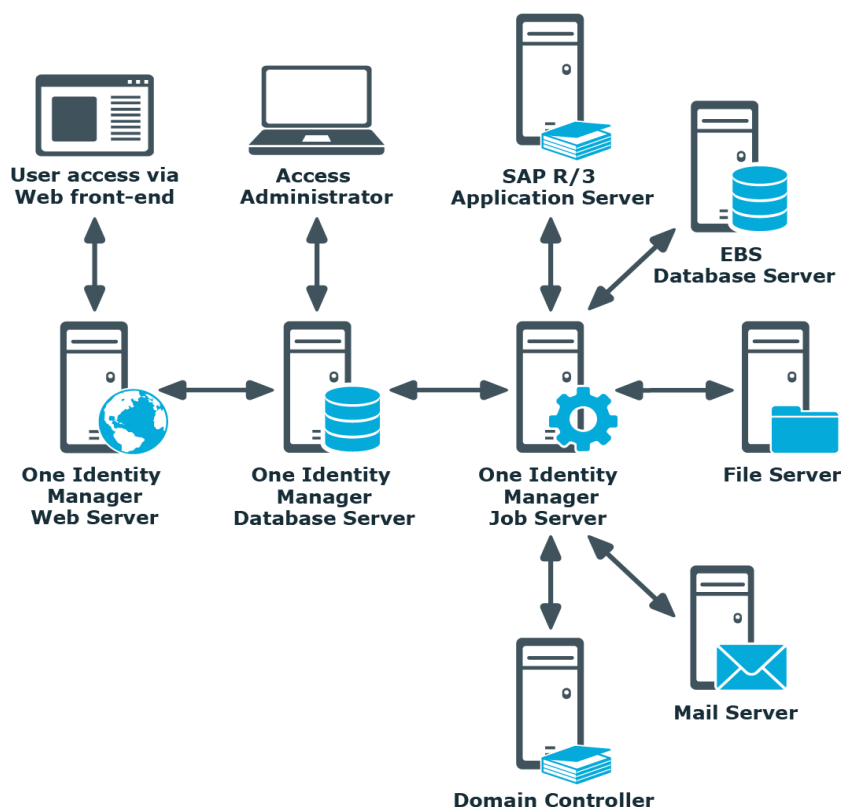 User access via
Web front-end
Access
Administrator
SAP R/3
Application Server
EBS
Database Server
One Identity
Manager
Web Server
One Identity
Manager
Database Server
One Identity
Manager
Job Server
File Server
Mail Server
Domain Controller